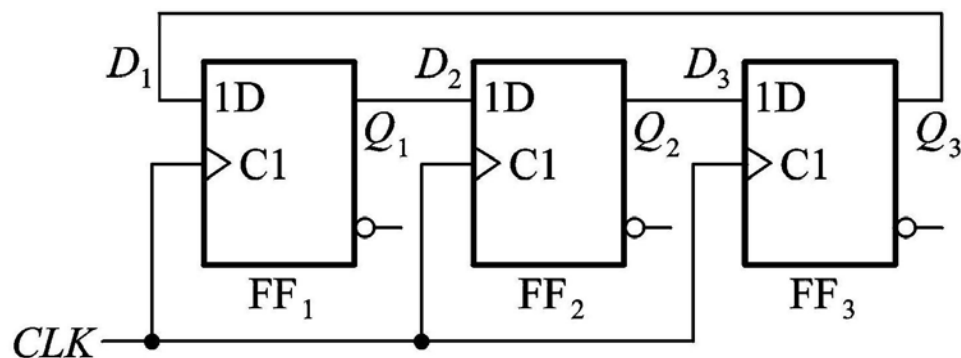 D₁ D₂ D₃
1D 1D 1D
Q₁ Q₂ Q₃
C1 C1 C1
FF₁ FF₂ FF₃
CLK